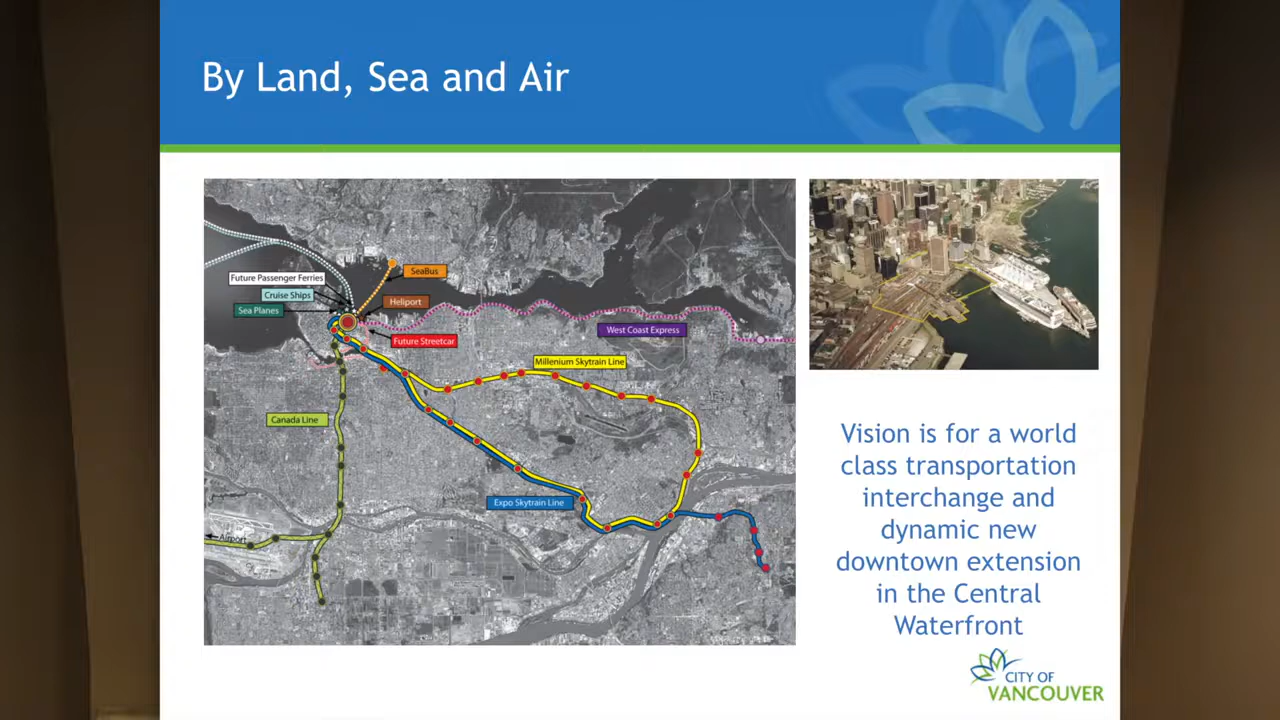 By Land, Sea and Air
Future Passenger Ferries
SeaBus
Cruise Ships
Heliport
Sea Planes
Future Streetcar
West Coast Express
Millenium Skytrain Line
Canada Line
Expo Skytrain Line
Airport
Vision is for a world
class transportation
interchange and
dynamic new
downtown extension
in the Central
Waterfront
CITY OF
VANCOUVER